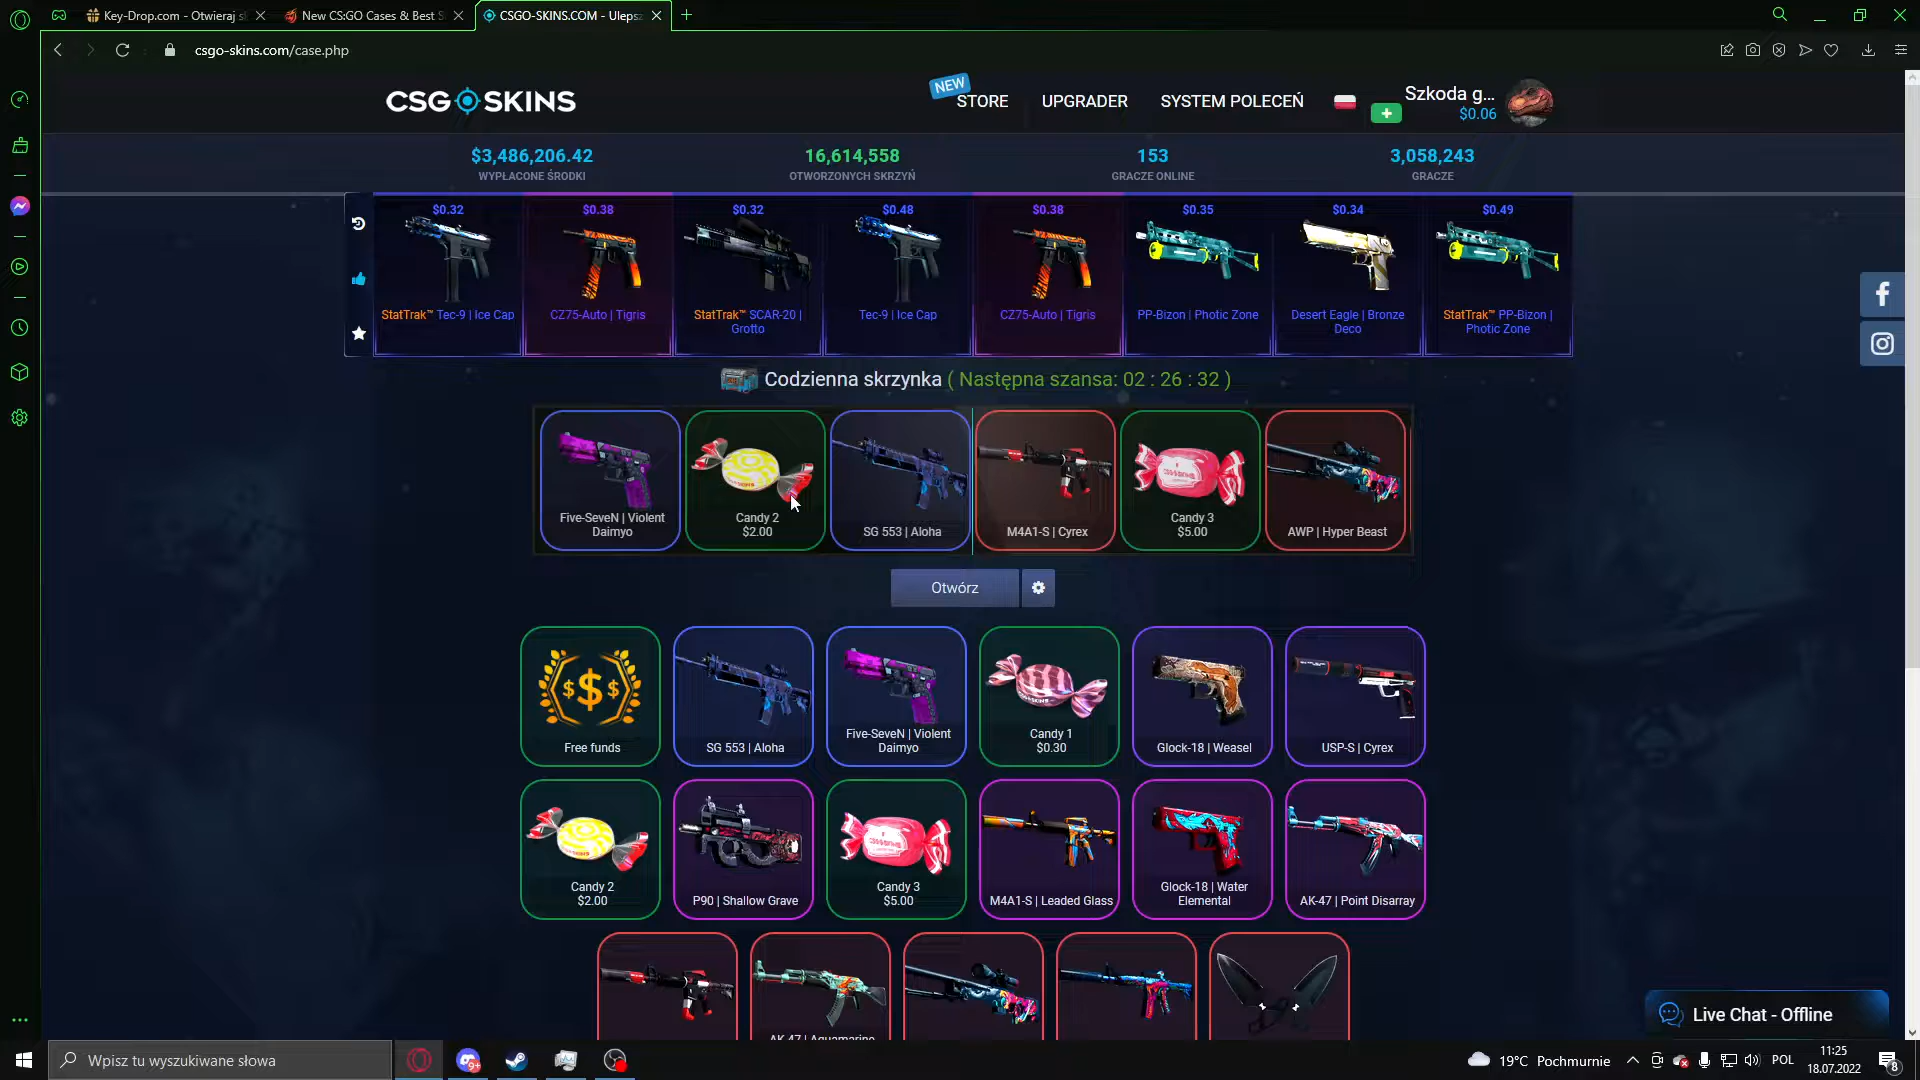 Key-Drop.com - Otwieraj sk
New CS:GO Cases & Best S
CSGO-SKINS.COM - Ulepsz
csgo-skins.com/case.php
CSG SKINS
NEW
STORE
UPGRADER
SYSTEM POLECEŃ
Szkoda g...
$0.06
$3,486,206.42
WYPŁACONE ŚRODKI
16,614,558
OTWORZONYCH SKRZYŃ
153
GRACZE ONLINE
3,058,243
GRACZE
$0.32
StatTrak™ Tec-9 | Ice Cap
$0.38
CZ75-Auto | Tigris
$0.32
StatTrak™ SCAR-20 |
Grotto
$0.48
Tec-9 | Ice Cap
$0.38
CZ75-Auto | Tigris
$0.35
PP-Bizon | Photic Zone
$0.34
Desert Eagle | Bronze
Deco
$0.49
StatTrak™ PP-Bizon |
Photic Zone
Codzienna skrzynka ( Następna szansa: 02 : 26 : 32 )
Five-SeveN | Violent
Daimyo
Candy 2
$2.00
SG 553 | Aloha
M4A1-S | Cyrex
Candy 3
$5.00
AWP | Hyper Beast
Otwórz
Free funds
SG 553 | Aloha
Five-SeveN | Violent
Daimyo
Candy 1
$0.30
Glock-18 | Weasel
USP-S | Cyrex
Candy 2
$2.00
P90 | Shallow Grave
Candy 3
$5.00
M4A1-S | Leaded Glass
Glock-18 | Water
Elemental
AK-47 | Point Disarray
AK-47 | Aquamarine
Live Chat - Offline
Wpisz tu wyszukiwane słowa
9+
19°C Pochmurnie
POL
11:25
18.07.2022
8